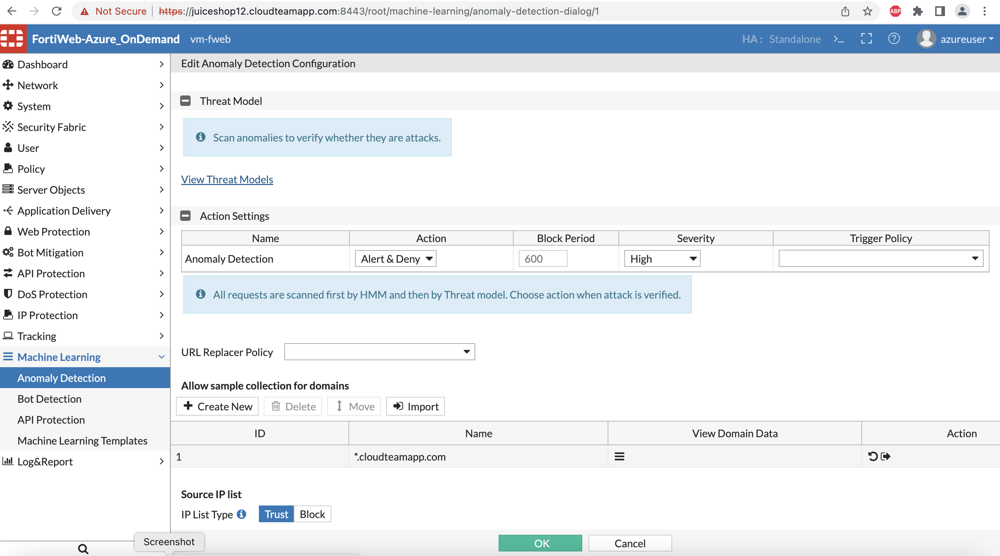 Not Secure https://juiceshop12.cloudteamapp.com:8443/root/machine-learning/anomaly-detection-dialog/1
ABP
FortiWeb-Azure_OnDemand vm-fweb HA: Standalone >_ azureuser
Dashboard
Network
System
Security Fabric
User
Policy
Server Objects
Application Delivery
Web Protection
Bot Mitigation
API Protection
DoS Protection
IP Protection
Tracking
Machine Learning
Anomaly Detection
Bot Detection
API Protection
Machine Learning Templates
Log&Report
Edit Anomaly Detection Configuration
Threat Model
Scan anomalies to verify whether they are attacks.
View Threat Models
Action Settings
Name Action Block Period Severity Trigger Policy
Anomaly Detection Alert & Deny 600 High
All requests are scanned first by HMM and then by Threat model. Choose action when attack is verified.
URL Replacer Policy
Allow sample collection for domains
Create New Delete Move Import
ID Name View Domain Data Action
1 *.cloudteamapp.com
Source IP list
IP List Type Trust Block
Screenshot
OK Cancel